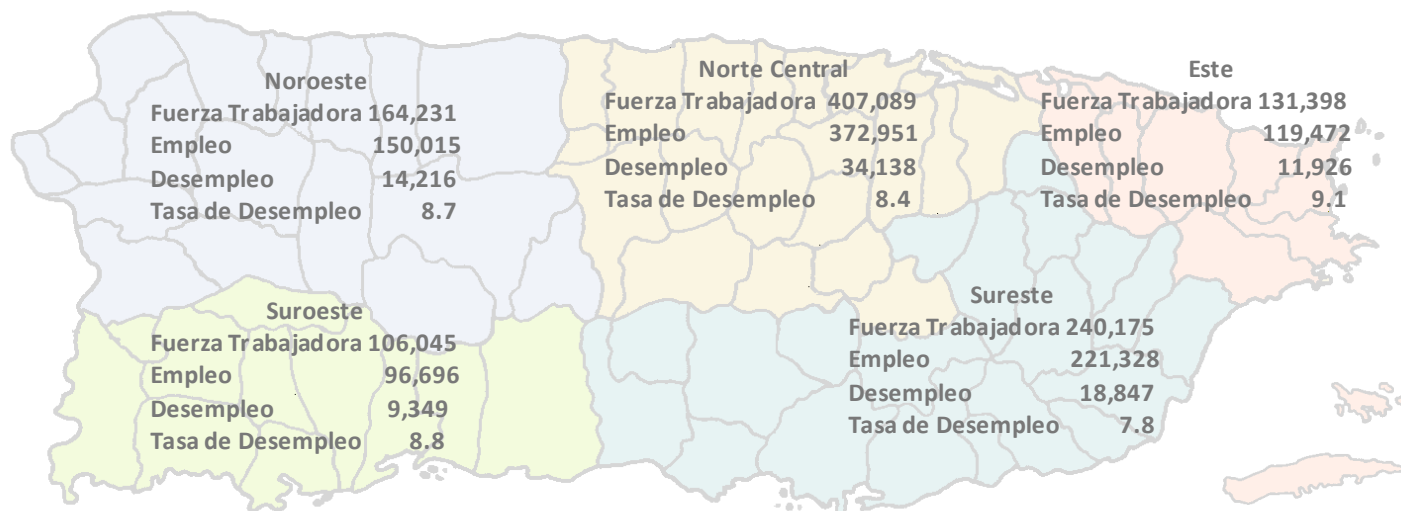 Noroeste
Fuerza Trabajadora 164,231
Empleo 150,015
Desempleo 14,216
Tasa de Desempleo 8.7
Norte Central
Fuerza Trabajadora 407,089
Empleo 372,951
Desempleo 34,138
Tasa de Desempleo 8.4
Este
Fuerza Trabajadora 131,398
Empleo 119,472
Desempleo 11,926
Tasa de Desempleo 9.1
Suroeste
Fuerza Trabajadora 106,045
Empleo 96,696
Desempleo 9,349
Tasa de Desempleo 8.8
Sureste
Fuerza Trabajadora 240,175
Empleo 221,328
Desempleo 18,847
Tasa de Desempleo 7.8